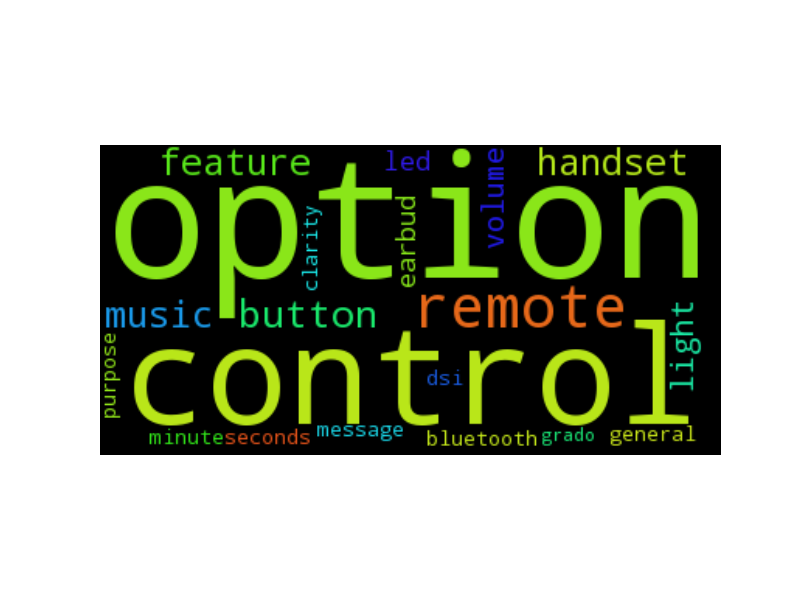 feature
led
volume
handset
option
clarity
earbud
music
button
remote
light
purpose
control
dsi
minute
seconds
message
bluetooth
grado
general